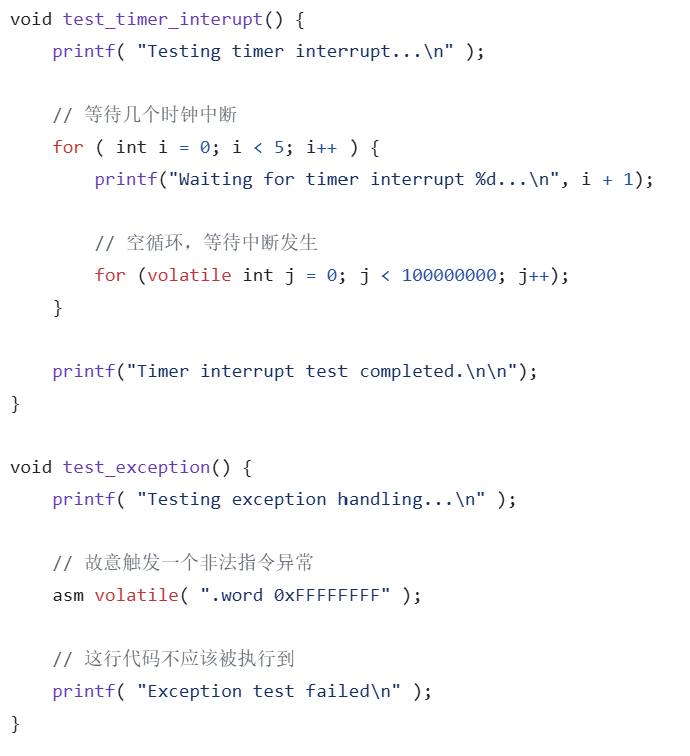 void test_timer_interupt() {
    printf( "Testing timer interrupt...\n" );

    // 等待几个时钟中断
    for ( int i = 0; i < 5; i++ ) {
        printf("Waiting for timer interrupt %d...\n", i + 1);

        // 空循环，等待中断发生
        for (volatile int j = 0; j < 100000000; j++);
    }

    printf("Timer interrupt test completed.\n\n");
}

void test_exception() {
    printf( "Testing exception handling...\n" );

    // 故意触发一个非法指令异常
    asm volatile( ".word 0xFFFFFFFF" );

    // 这行代码不应该被执行到
    printf( "Exception test failed\n" );
}